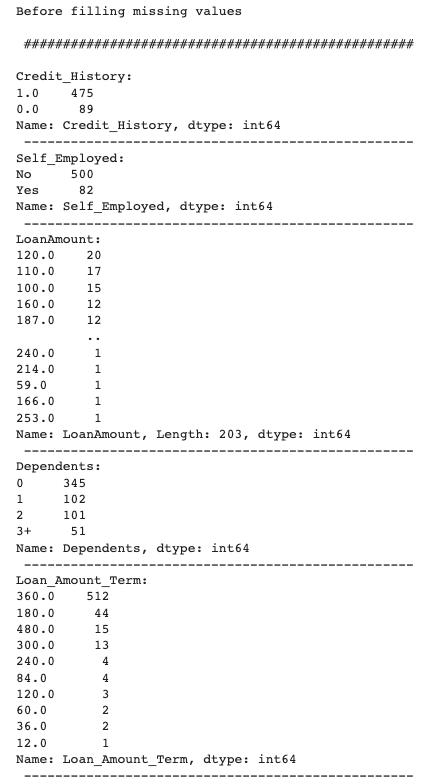 Before filling missing values
##################################################
Credit_History:
1.0    475
0.0     89
Name: Credit_History, dtype: int64
--------------------------------------------------
Self_Employed:
No     500
Yes     82
Name: Self_Employed, dtype: int64
--------------------------------------------------
LoanAmount:
120.0    20
110.0    17
100.0    15
160.0    12
187.0    12
..
240.0     1
214.0     1
59.0      1
166.0     1
253.0     1
Name: LoanAmount, Length: 203, dtype: int64
--------------------------------------------------
Dependents:
0     345
1     102
2     101
3+     51
Name: Dependents, dtype: int64
--------------------------------------------------
Loan_Amount_Term:
360.0    512
180.0     44
480.0     15
300.0     13
240.0      4
84.0       4
120.0      3
60.0       2
36.0       2
12.0       1
Name: Loan_Amount_Term, dtype: int64
--------------------------------------------------